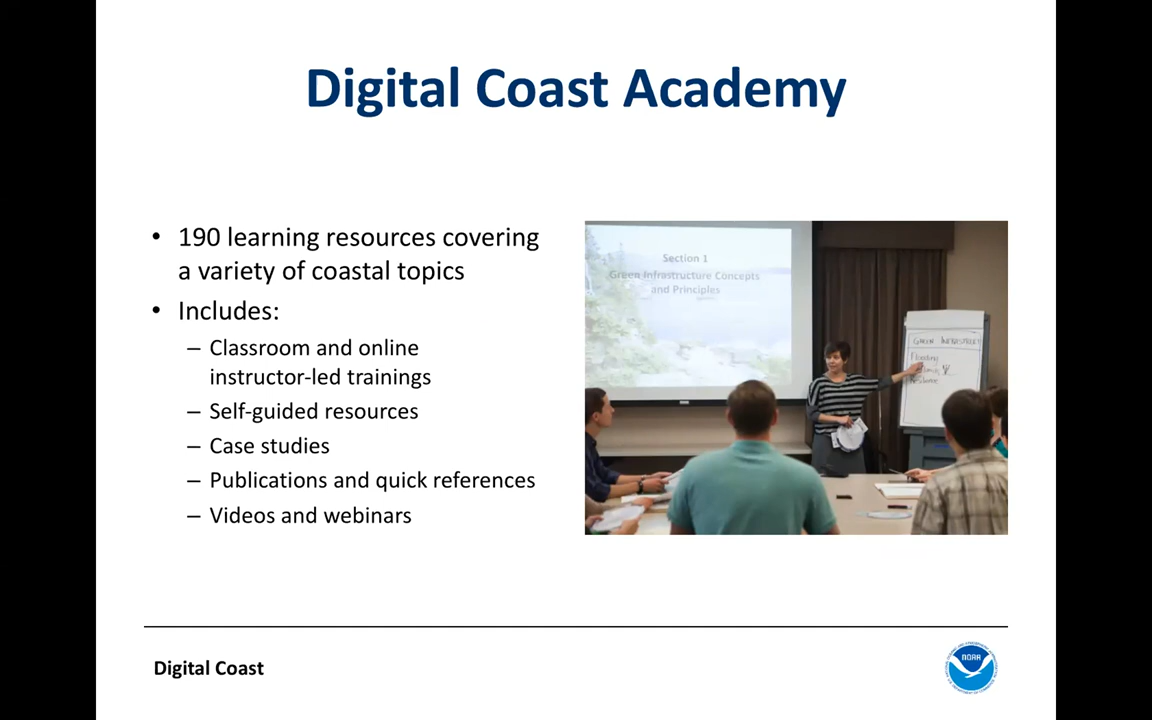 Digital Coast Academy
• 190 learning resources covering
a variety of coastal topics
• Includes:
– Classroom and online
instructor-led trainings
– Self-guided resources
– Case studies
– Publications and quick references
– Videos and webinars
Section 1
Green Infrastructure Concepts
and Principles
Flooding
Digital Coast
NOAA